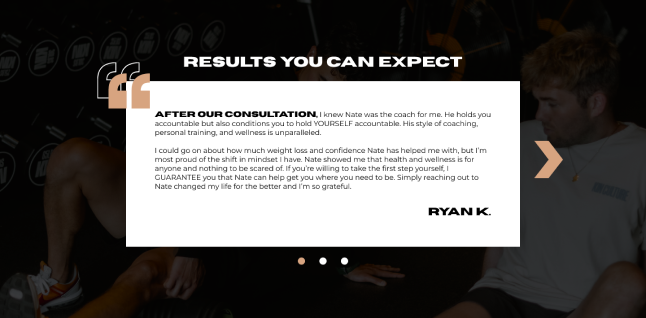 RESULTS YOU CAN EXPECT
AFTER OUR CONSULTATION, I knew Nate was the coach for me. He holds you
accountable but also conditions you to hold YOURSELF accountable. His style of coaching,
personal training, and wellness is unparalleled.
I could go on about how much weight loss and confidence Nate has helped me with, but I'm
most proud of the shift in mindset I have. Nate showed me that health and wellness is for
anyone and nothing to be scared of. If you're willing to take the first step yourself, I
GUARANTEE you that Nate can help get you where you need to be. Simply reaching out to
Nate changed my life for the better and I'm so grateful.
RYAN K.